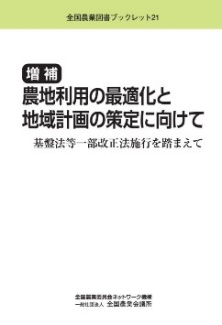 全国農業図書ブックレット21
増補
農地利用の最適化と
地域計画の策定に向けて
基盤法等一部改正法施行を踏まえて
全国農業委員会ネットワーク機構
一般社団法人 全国農業会議所